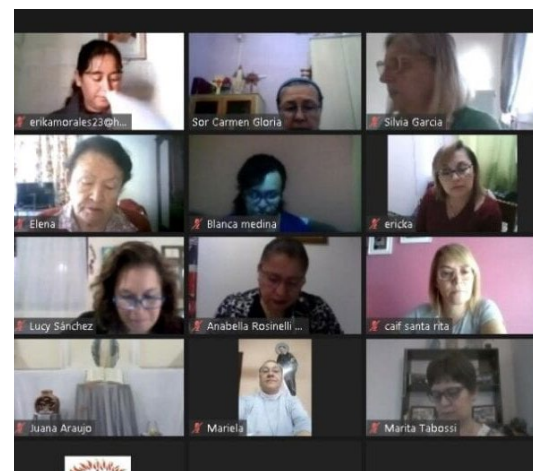 erikamorales23@h...
Sor Carmen Gloria
Silvia Garcia
Elena
Blanca medina
ericka
Lucy Sánchez
Anabella Rosinelli ...
caif santa rita
Juana Araujo
Mariela
Marita Tabossi